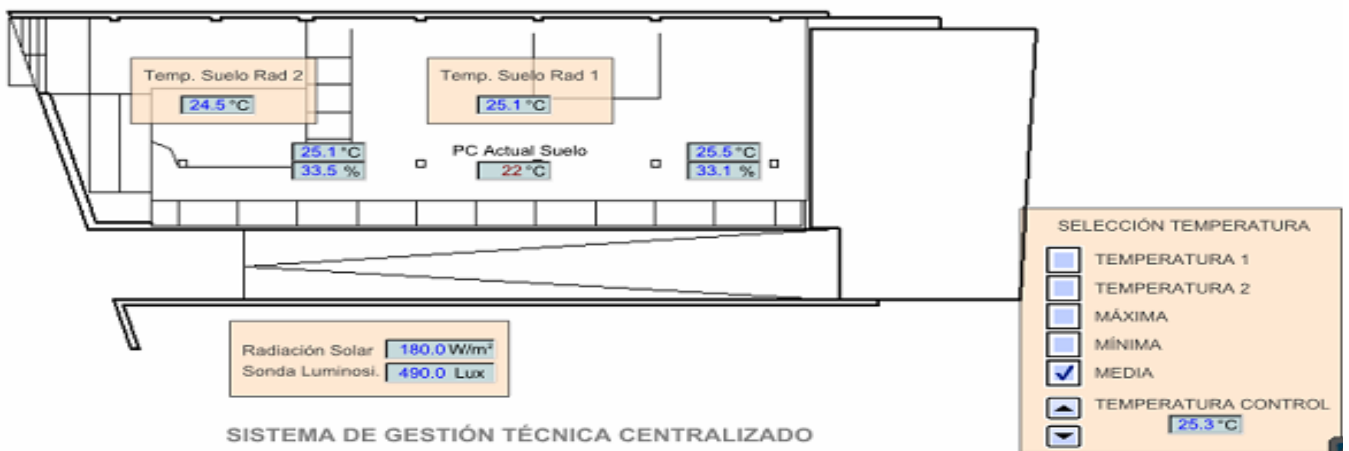 Temp. Suelo Rad 2
24.5 °C
Temp. Suelo Rad 1
25.1 °C
25.1 °C
33.5 %
PC Actual Suelo
22 °C
25.5 °C
33.1 %
SELECCIÓN TEMPERATURA
TEMPERATURA 1
TEMPERATURA 2
MÁXIMA
MÍNIMA
MEDIA
TEMPERATURA CONTROL
25.3 °C
Radiación Solar 180.0 W/m²
Sonda Luminosi. 490.0 Lux
SISTEMA DE GESTIÓN TÉCNICA CENTRALIZADO